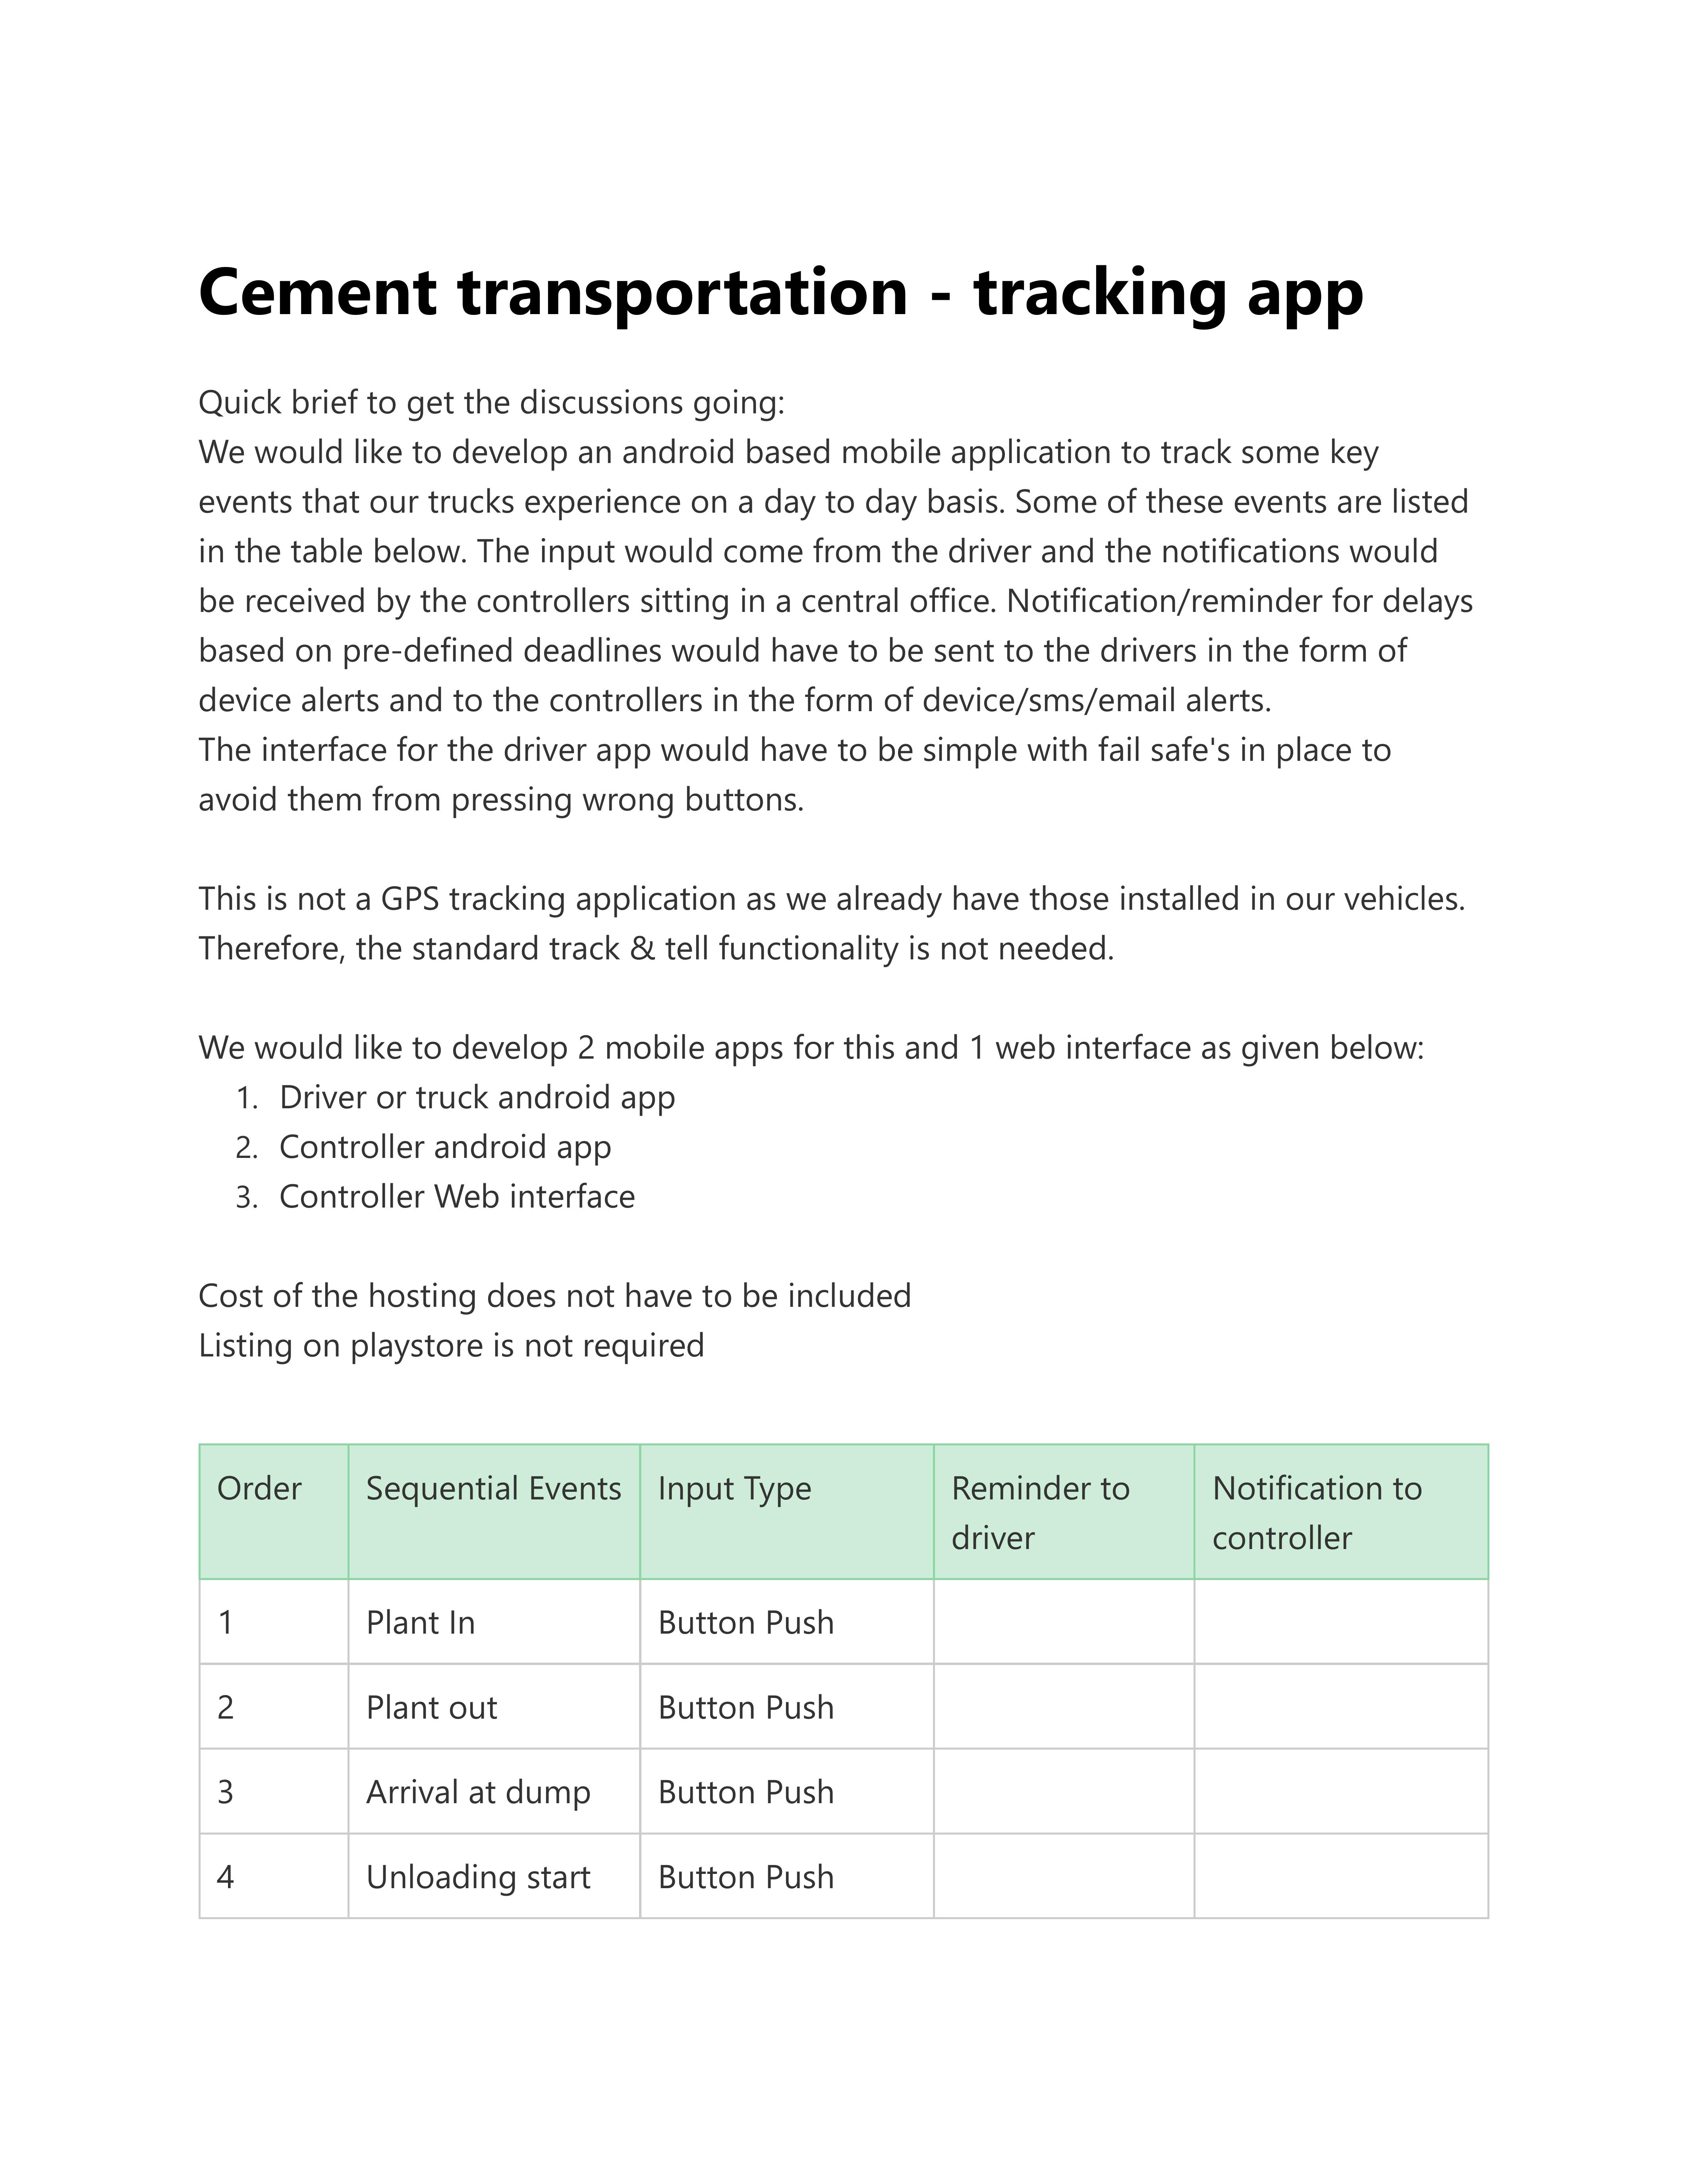 Cement transportation - tracking app
Quick brief to get the discussions going:
We would like to develop an android based mobile application to track some key
events that our trucks experience on a day to day basis. Some of these events are listed
in the table below. The input would come from the driver and the notifications would
be received by the controllers sitting in a central office. Notification/reminder for delays
based on pre-defined deadlines would have to be sent to the drivers in the form of
device alerts and to the controllers in the form of device/sms/email alerts.
The interface for the driver app would have to be simple with fail safe's in place to
avoid them from pressing wrong buttons.
This is not a GPS tracking application as we already have those installed in our vehicles.
Therefore, the standard track & tell functionality is not needed.
We would like to develop 2 mobile apps for this and 1 web interface as given below:
1. Driver or truck android app
2. Controller android app
3. Controller Web interface
Cost of the hosting does not have to be included
Listing on playstore is not required
Order Sequential Events Input Type Reminder to driver Notification to controller
1 Plant In Button Push
2 Plant out Button Push
3 Arrival at dump Button Push
4 Unloading start Button Push